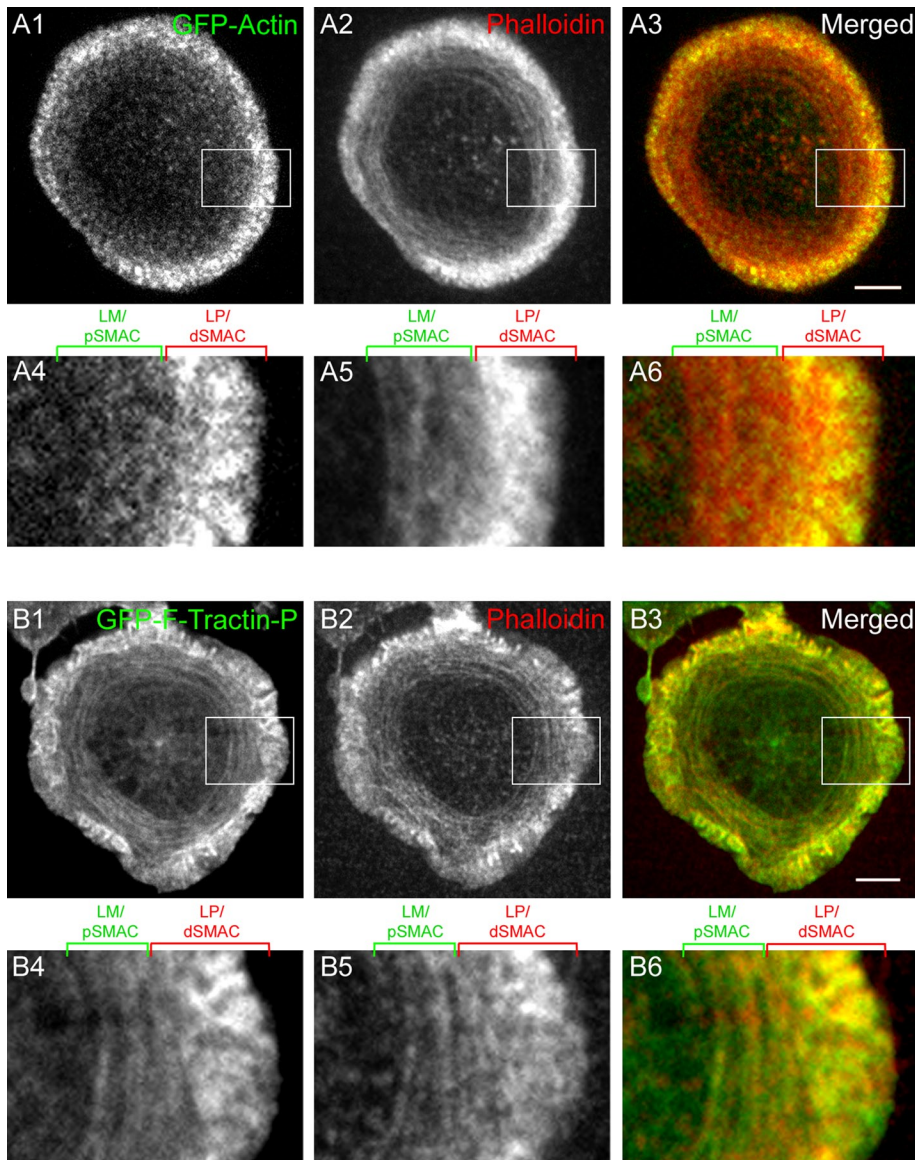 A1 GFP-Actin
A2 Phalloidin
A3 Merged
LM/ pSMAC LP/ dSMAC
LM/ pSMAC LP/ dSMAC
LM/ pSMAC LP/ dSMAC
A4
A5
A6
B1 GFP-F-Tractin-P
B2 Phalloidin
B3 Merged
LM/ pSMAC LP/ dSMAC
LM/ pSMAC LP/ dSMAC
LM/ pSMAC LP/ dSMAC
B4
B5
B6